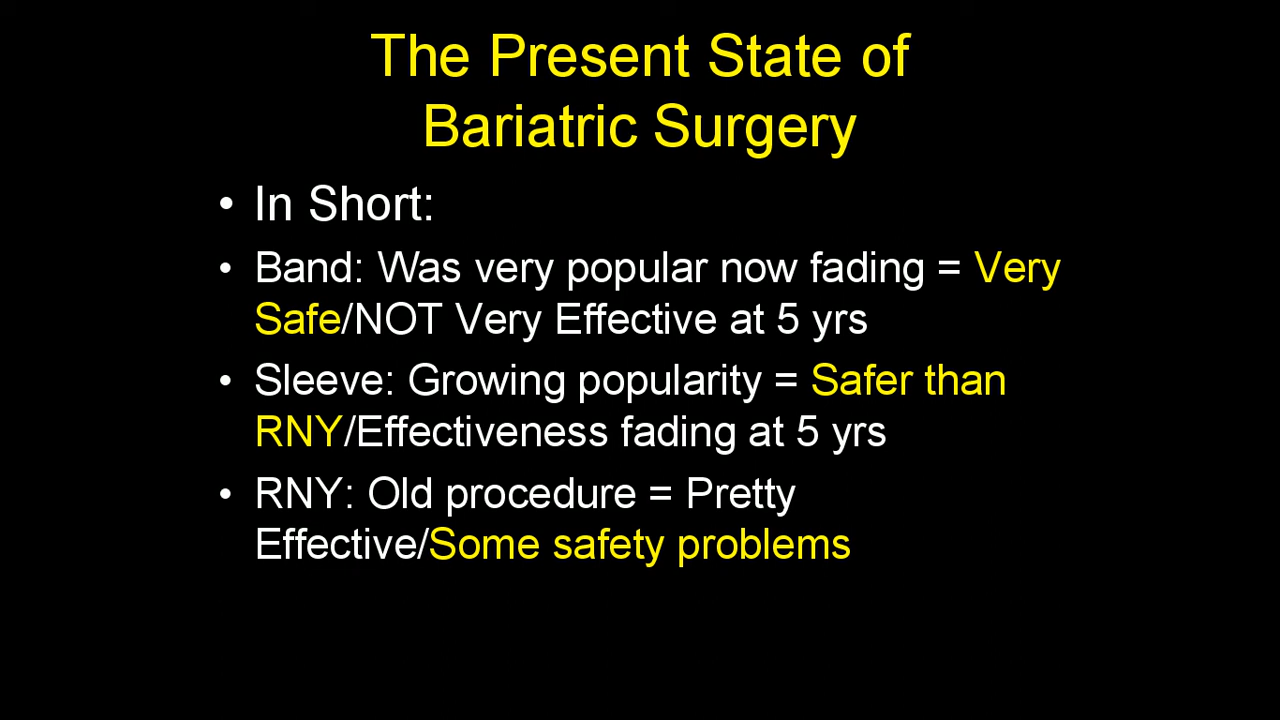 The Present State of
Bariatric Surgery
• In Short:
• Band: Was very popular now fading = Very
Safe/NOT Very Effective at 5 yrs
• Sleeve: Growing popularity = Safer than
RNY/Effectiveness fading at 5 yrs
• RNY: Old procedure = Pretty
Effective/Some safety problems